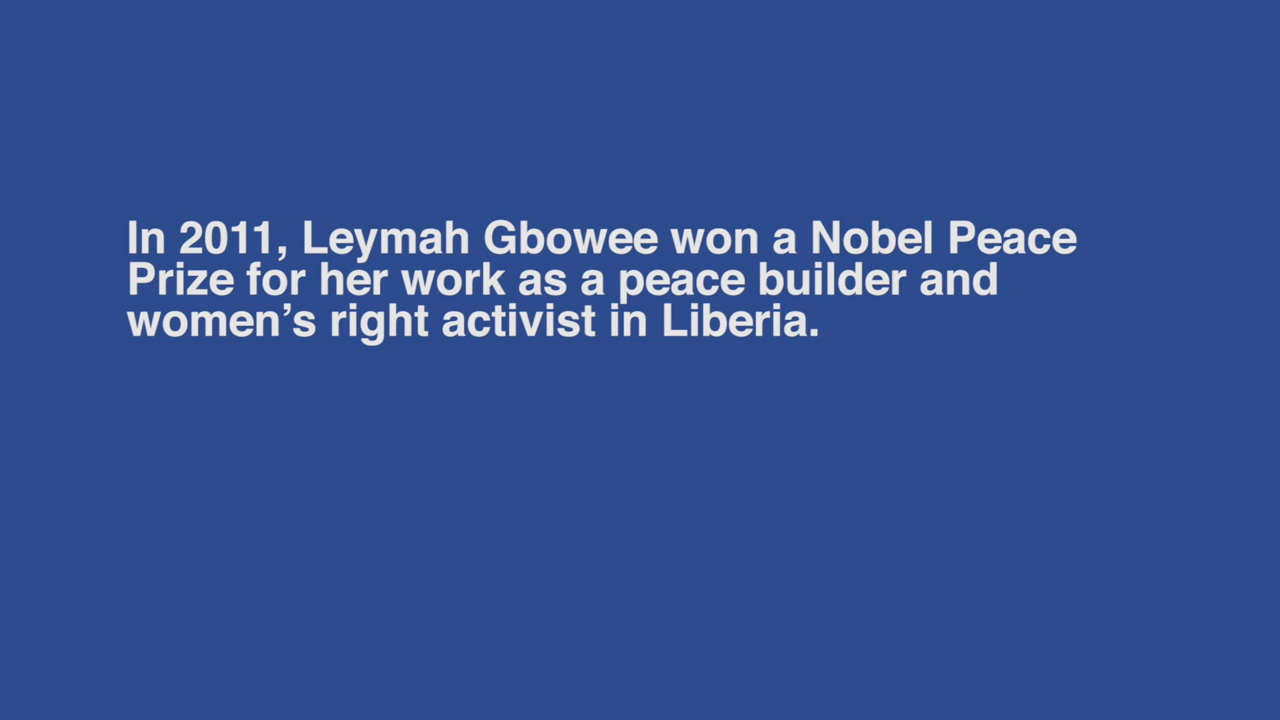 In 2011, Leymah Gbowee won a Nobel Peace
Prize for her work as a peace builder and
women’s right activist in Liberia.